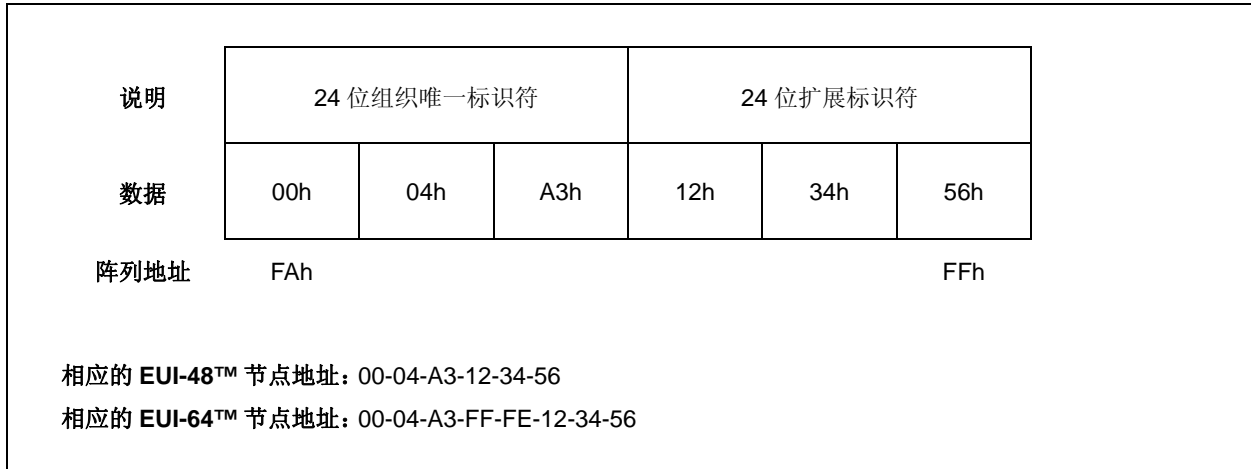 说明 24 位组织唯一标识符 24 位扩展标识符
数据 00h 04h A3h 12h 34h 56h
阵列地址 FAh FFh
相应的 EUI-48™ 节点地址：00-04-A3-12-34-56
相应的 EUI-64™ 节点地址：00-04-A3-FF-FE-12-34-56